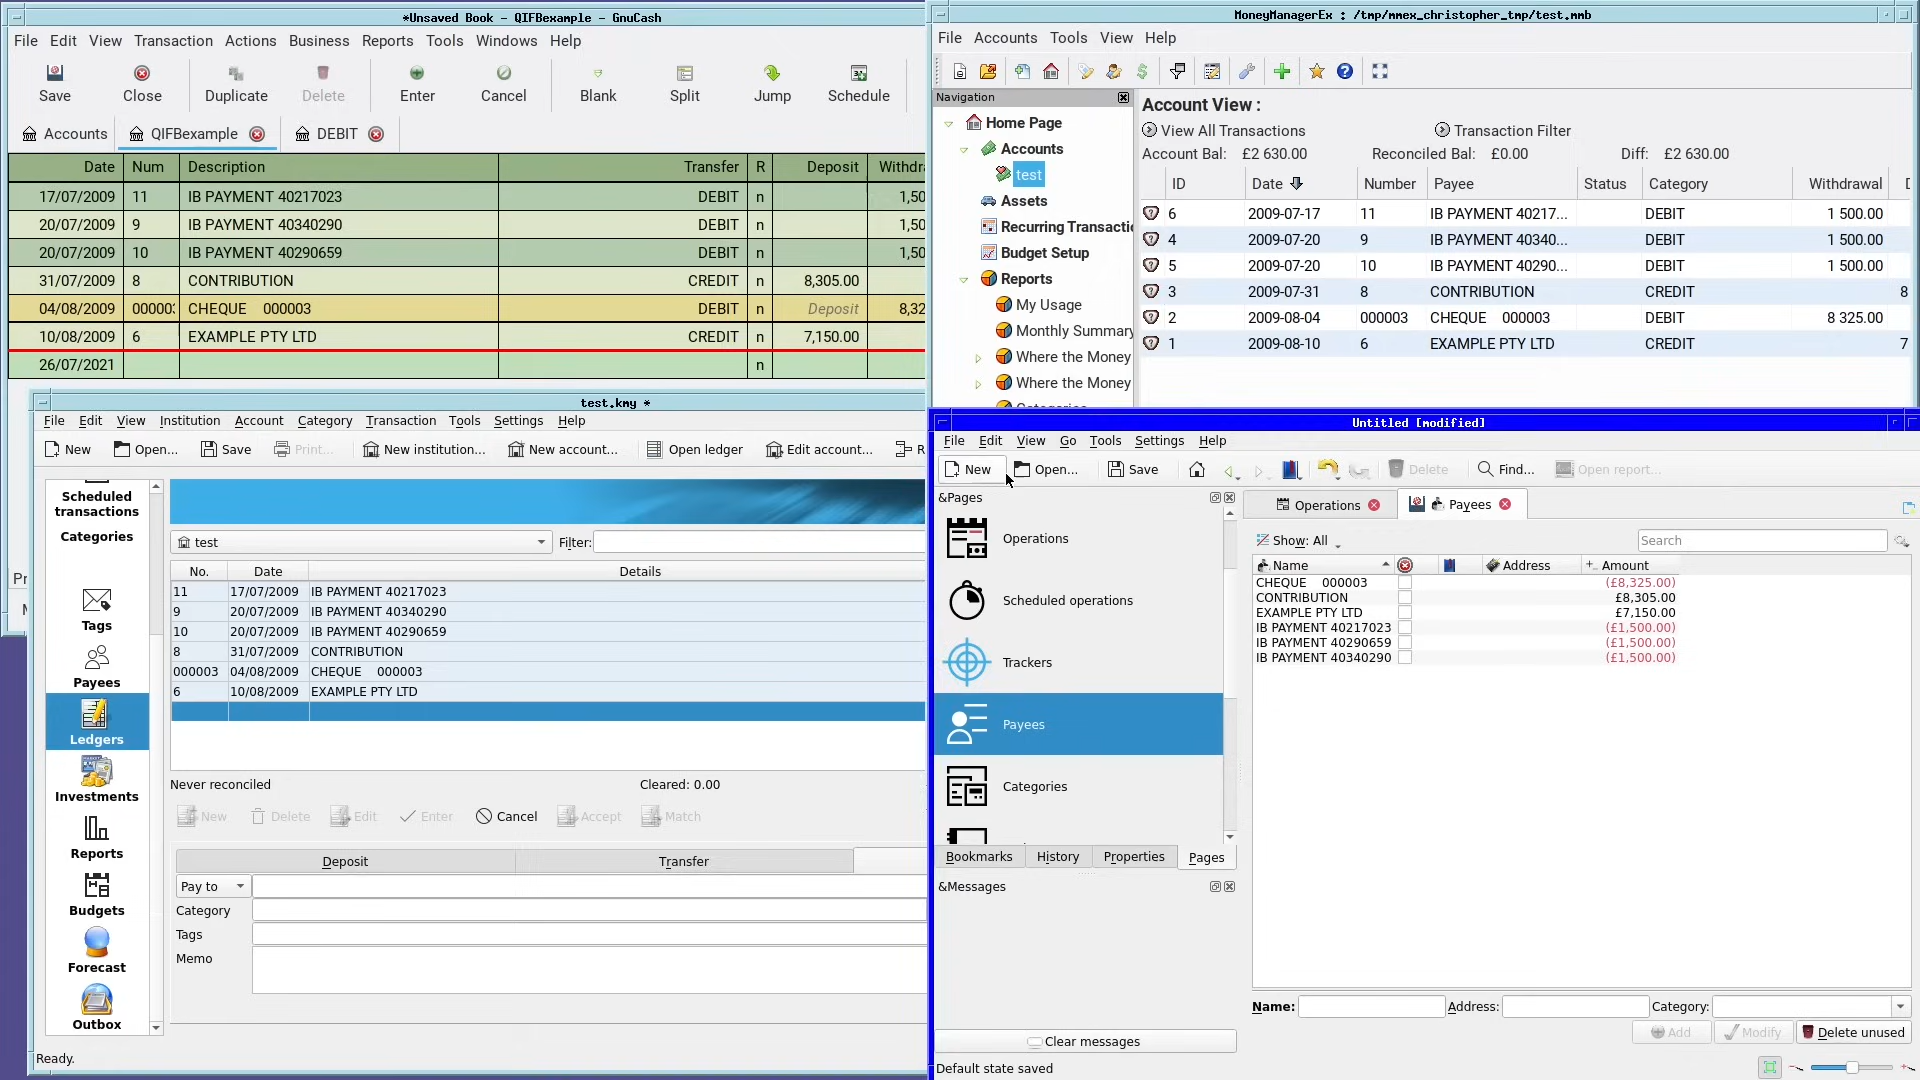 *Unsaved Book - QIFBexample - GnuCash
File Edit View Transaction Actions Business Reports Tools Windows Help
Save Close Duplicate Delete Enter Cancel Blank Split Jump Schedule
Accounts QIFBexample DEBIT
Date Num Description Transfer R Deposit Withdra
17/07/2009 11 IB PAYMENT 40217023 DEBIT n 1,50
20/07/2009 9 IB PAYMENT 40340290 DEBIT n 1,50
20/07/2009 10 IB PAYMENT 40290659 DEBIT n 1,50
31/07/2009 8 CONTRIBUTION CREDIT n 8,305.00
04/08/2009 00000 CHEQUE 000003 DEBIT n Deposit 8,32
10/08/2009 6 EXAMPLE PTY LTD CREDIT n 7,150.00
26/07/2021 n
Pr
MoneyManagerEx : /tmp/mmex_christopher_tmp/test.mmb
File Accounts Tools View Help
Navigation
Home Page
Accounts
test
Assets
Recurring Transactio
Budget Setup
Reports
My Usage
Monthly Summary
Where the Money
Where the Money
Account View :
View All Transactions Transaction Filter
Account Bal: £2 630.00 Reconciled Bal: £0.00 Diff: £2 630.00
ID Date Number Payee Status Category Withdrawal D
6 2009-07-17 11 IB PAYMENT 40217... DEBIT 1 500.00
4 2009-07-20 9 IB PAYMENT 40340... DEBIT 1 500.00
5 2009-07-20 10 IB PAYMENT 40290... DEBIT 1 500.00
3 2009-07-31 8 CONTRIBUTION CREDIT 8
2 2009-08-04 000003 CHEQUE 000003 DEBIT 8 325.00
1 2009-08-10 6 EXAMPLE PTY LTD CREDIT 7
test.kmy *
File Edit View Institution Account Category Transaction Tools Settings Help
New Open... Save Print... New institution... New account... Open ledger Edit account... R
Scheduled
transactions
Categories
Tags
Payees
Ledgers
Investments
Reports
Budgets
Forecast
Outbox
test Filter:
No. Date Details
11 17/07/2009 IB PAYMENT 40217023
9 20/07/2009 IB PAYMENT 40340290
10 20/07/2009 IB PAYMENT 40290659
8 31/07/2009 CONTRIBUTION
000003 04/08/2009 CHEQUE 000003
6 10/08/2009 EXAMPLE PTY LTD
Never reconciled Cleared: 0.00
New Delete Edit Enter Cancel Accept Match
Deposit Transfer
Pay to
Category
Tags
Memo
Ready.
Untitled [modified]
File Edit View Go Tools Settings Help
New Open... Save Delete Find... Open report...
&Pages
Operations
Scheduled operations
Trackers
Payees
Categories
Bookmarks History Properties Pages
&Messages
Clear messages
Default state saved
Operations Payees
Show: All Search
Name Address Amount
CHEQUE 000003 (£8,325.00)
CONTRIBUTION £8,305.00
EXAMPLE PTY LTD £7,150.00
IB PAYMENT 40217023 (£1,500.00)
IB PAYMENT 40290659 (£1,500.00)
IB PAYMENT 40340290 (£1,500.00)
Name: Address: Category:
Add Modify Delete unused